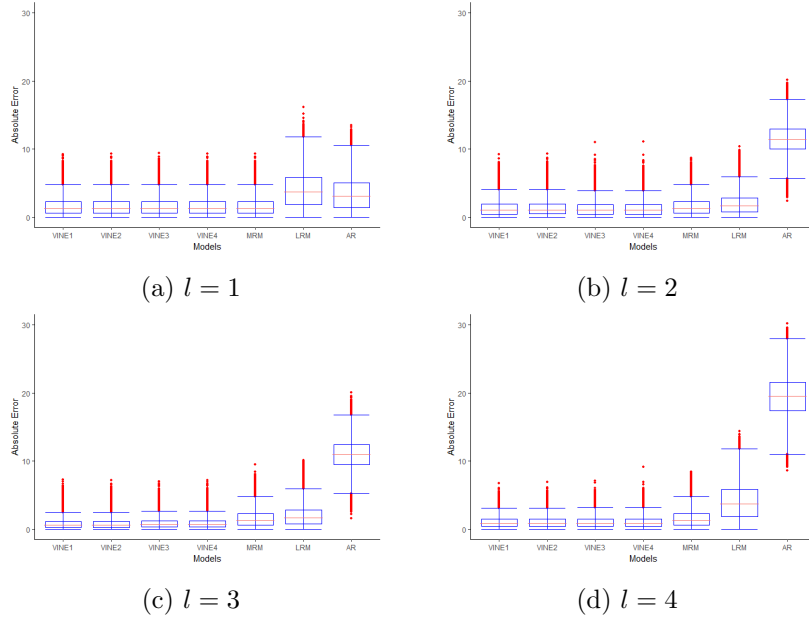 30
20
10
0
Absolute Error
VINE1 VINE2 VINE3 VINE4 MRM LRM AR
Models
(a) l = 1
30
20
10
0
Absolute Error
VINE1 VINE2 VINE3 VINE4 MRM LRM AR
Models
(b) l = 2
30
20
10
0
Absolute Error
VINE1 VINE2 VINE3 VINE4 MRM LRM AR
Models
(c) l = 3
30
20
10
0
Absolute Error
VINE1 VINE2 VINE3 VINE4 MRM LRM AR
Models
(d) l = 4